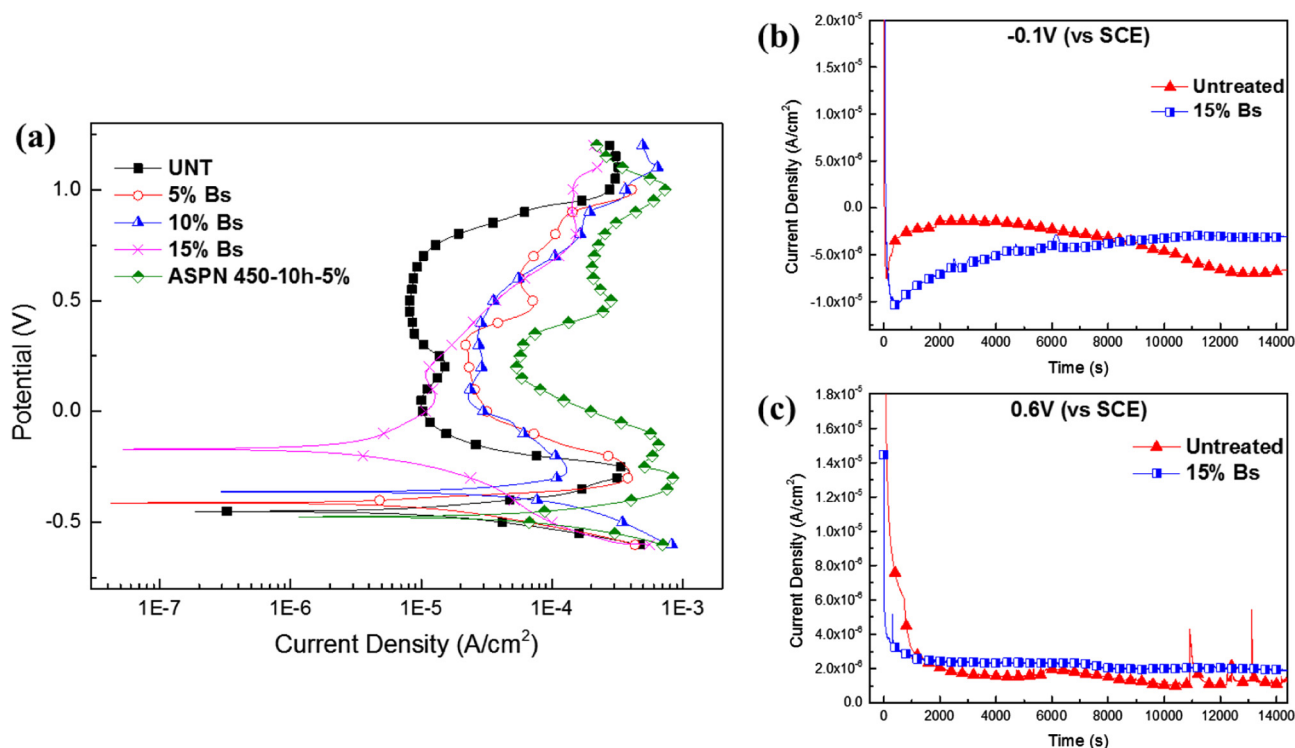 (a)
UNT
5% Bs
10% Bs
15% Bs
ASPN 450-10h-5%
Potential (V)
1.0
0.5
0.0
-0.5
1E-7 1E-6 1E-5 1E-4 1E-3
Current Density (A/cm²)
(b)
-0.1V (vs SCE)
Untreated
15% Bs
Current Density (A/cm²)
2.0x10⁻⁵
1.5x10⁻⁵
1.0x10⁻⁵
5.0x10⁻⁶
0.0
-5.0x10⁻⁶
-1.0x10⁻⁵
0 2000 4000 6000 8000 10000 12000 14000
Time (s)
(c)
0.6V (vs SCE)
Untreated
15% Bs
Current Density (A/cm²)
1.8x10⁻⁵
1.6x10⁻⁵
1.4x10⁻⁵
1.2x10⁻⁵
1.0x10⁻⁵
8.0x10⁻⁶
6.0x10⁻⁶
4.0x10⁻⁶
2.0x10⁻⁶
0.0
0 2000 4000 6000 8000 10000 12000 14000
Time (s)